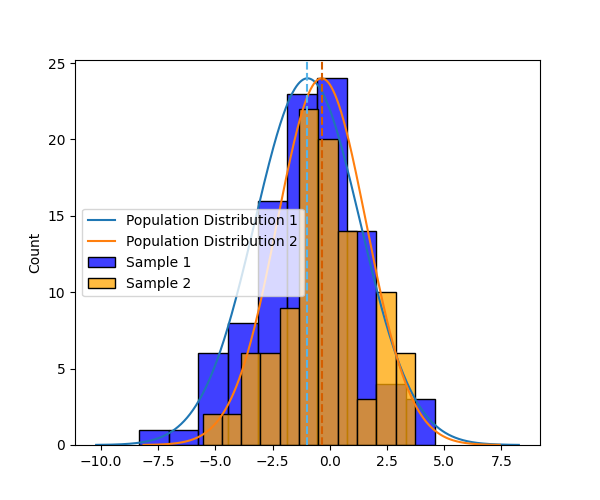 25
20
15
10
5
0
Count
Population Distribution 1
Population Distribution 2
Sample 1
Sample 2
−10.0 −7.5 −5.0 −2.5 0.0 2.5 5.0 7.5